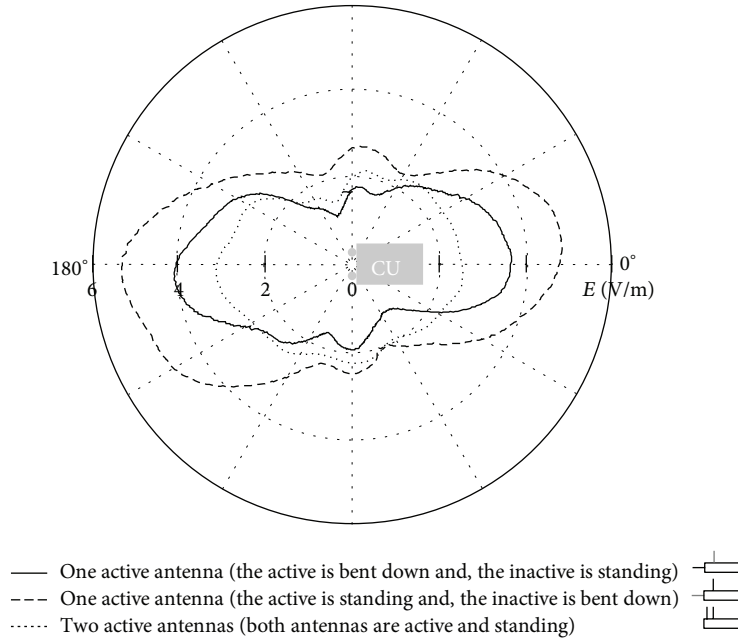 180°
0°
6
4
2
0
E (V/m)
CU
One active antenna (the active is bent down and, the inactive is standing)
One active antenna (the active is standing and, the inactive is bent down)
Two active antennas (both antennas are active and standing)